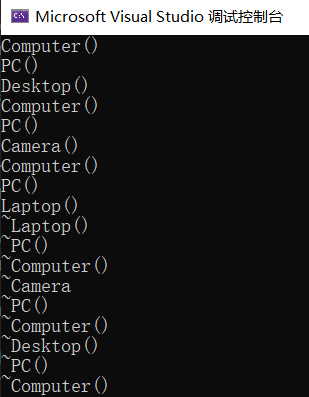 Microsoft Visual Studio 调试控制台
Computer()
PC()
Desktop()
Computer()
PC()
Camera()
Computer()
PC()
Laptop()
~Laptop()
~PC()
~Computer()
~Camera
~PC()
~Computer()
~Desktop()
~PC()
~Computer()